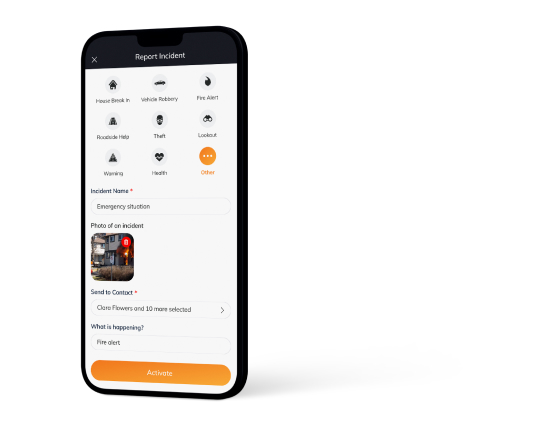 Report Incident
House Break In
Vehicle Robbery
Fire Alert
Roadside Help
Theft
Lookout
Warning
Health
Other
Incident Name *
Emergency situation
Photo of an incident
Send to Contact *
Clara Flowers and 10 more selected
What is happening?
Fire alert
Activate